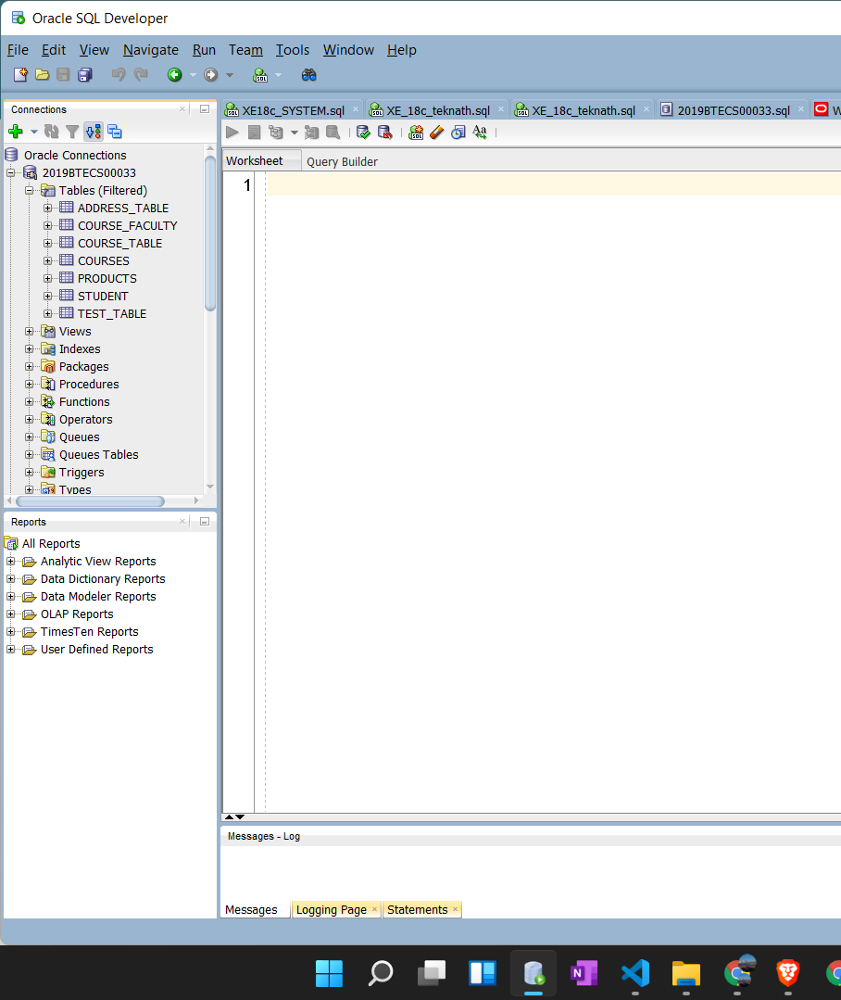 Oracle SQL Developer
File Edit View Navigate Run Team Tools Window Help
Connections
Oracle Connections
2019BTECS00033
Tables (Filtered)
ADDRESS_TABLE
COURSE_FACULTY
COURSE_TABLE
COURSES
PRODUCTS
STUDENT
TEST_TABLE
Views
Indexes
Packages
Procedures
Functions
Operators
Queues
Queues Tables
Triggers
Types
Reports
All Reports
Analytic View Reports
Data Dictionary Reports
Data Modeler Reports
OLAP Reports
TimesTen Reports
User Defined Reports
XE18c_SYSTEM.sql XE_18c_teknath.sql XE_18c_teknath.sql 2019BTECS00033.sql W
Worksheet Query Builder
1
Messages - Log
Messages Logging Page Statements